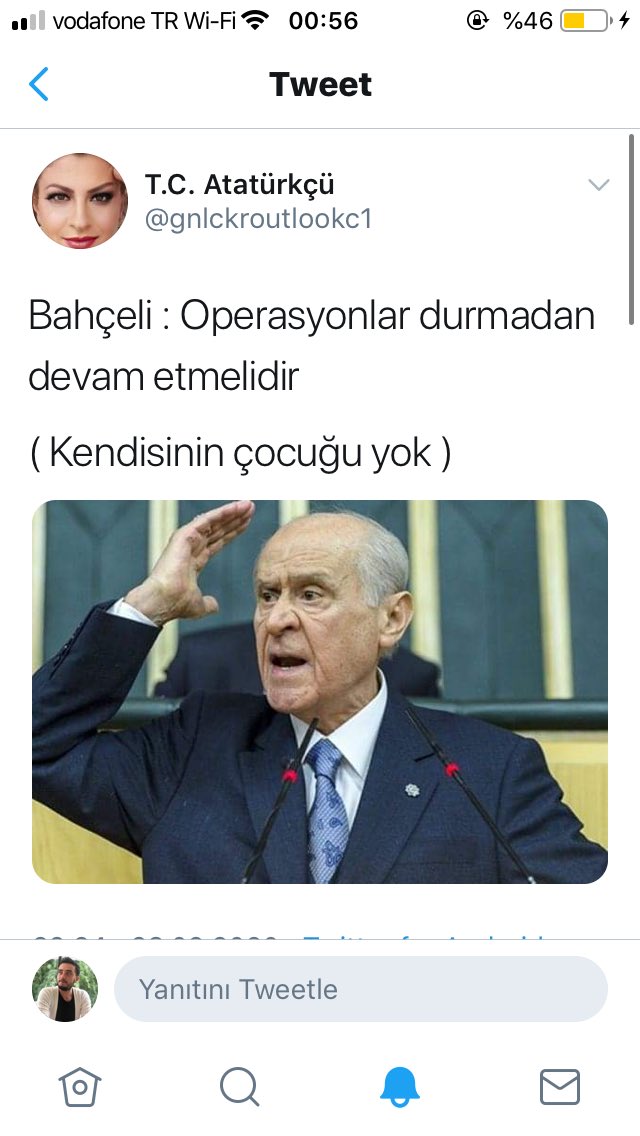 vodafone TR Wi-Fi 00:56 %46
Tweet
T.C. Atatürkçü
@gnlckroutlookc1
Bahçeli : Operasyonlar durmadan
devam etmelidir
( Kendisinin çocuğu yok )
Yanıtını Tweetle